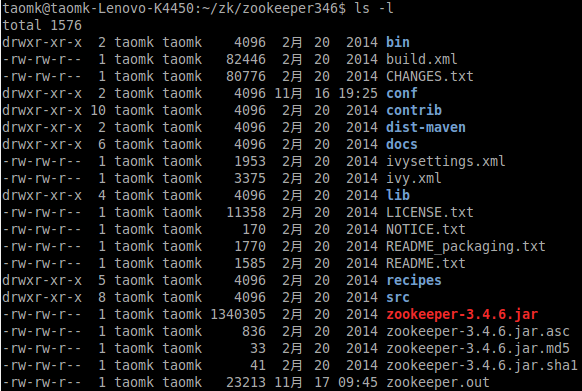 taomk@taomk-Lenovo-K4450:~/zk/zookeeper346$ ls -l
total 1576
drwxr-xr-x  2 taomk taomk    4096  2月  20  2014 bin
-rw-rw-r--  1 taomk taomk   82446  2月  20  2014 build.xml
-rw-rw-r--  1 taomk taomk   80776  2月  20  2014 CHANGES.txt
drwxr-xr-x  2 taomk taomk    4096 11月  16 19:25 conf
drwxr-xr-x 10 taomk taomk    4096  2月  20  2014 contrib
drwxr-xr-x  2 taomk taomk    4096  2月  20  2014 dist-maven
drwxr-xr-x  6 taomk taomk    4096  2月  20  2014 docs
-rw-rw-r--  1 taomk taomk    1953  2月  20  2014 ivysettings.xml
-rw-rw-r--  1 taomk taomk    3375  2月  20  2014 ivy.xml
drwxr-xr-x  4 taomk taomk    4096  2月  20  2014 lib
-rw-rw-r--  1 taomk taomk   11358  2月  20  2014 LICENSE.txt
-rw-rw-r--  1 taomk taomk     170  2月  20  2014 NOTICE.txt
-rw-rw-r--  1 taomk taomk    1770  2月  20  2014 README_packaging.txt
-rw-rw-r--  1 taomk taomk    1585  2月  20  2014 README.txt
drwxr-xr-x  5 taomk taomk    4096  2月  20  2014 recipes
drwxr-xr-x  8 taomk taomk    4096  2月  20  2014 src
-rw-rw-r--  1 taomk taomk 1340305  2月  20  2014 zookeeper-3.4.6.jar
-rw-rw-r--  1 taomk taomk     836  2月  20  2014 zookeeper-3.4.6.jar.asc
-rw-rw-r--  1 taomk taomk      33  2月  20  2014 zookeeper-3.4.6.jar.md5
-rw-rw-r--  1 taomk taomk      41  2月  20  2014 zookeeper-3.4.6.jar.sha1
-rw-rw-r--  1 taomk taomk   23213 11月  17 09:45 zookeeper.out